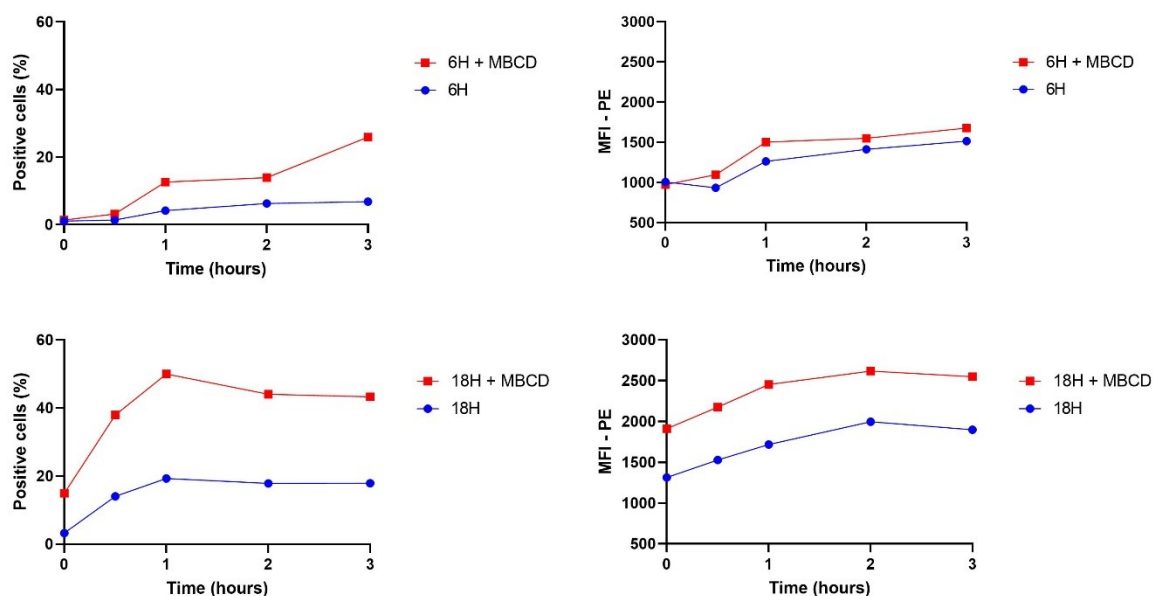 60
40
20
0
Positive cells (%)
0 1 2 3
Time (hours)
6H + MBCD
6H
3000
2500
2000
1500
1000
500
MFI - PE
0 1 2 3
Time (hours)
6H + MBCD
6H
60
40
20
0
Positive cells (%)
0 1 2 3
Time (hours)
18H + MBCD
18H
3000
2500
2000
1500
1000
500
MFI - PE
0 1 2 3
Time (hours)
18H + MBCD
18H